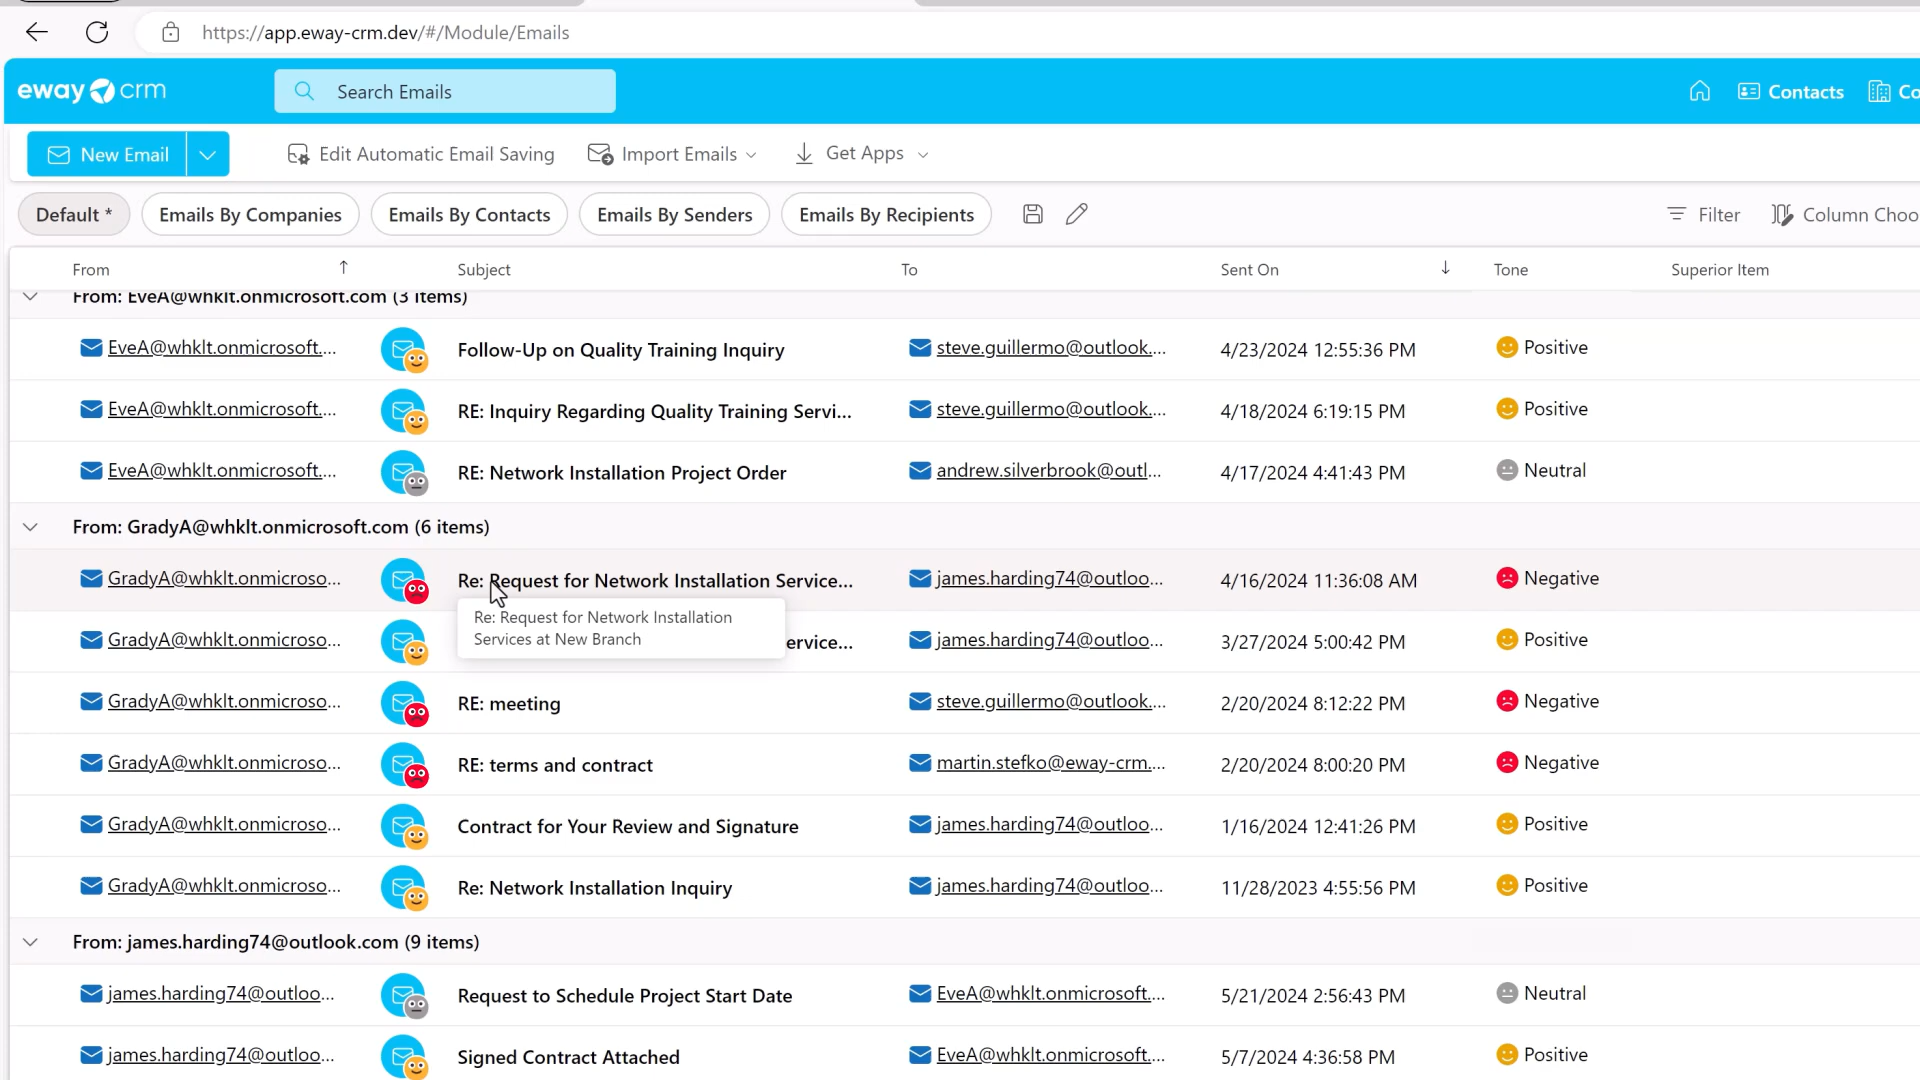 https://app.eway-crm.dev/#/Module/Emails
eway crm
Search Emails
Contacts
Co
New Email
Edit Automatic Email Saving
Import Emails
Get Apps
Default *
Emails By Companies
Emails By Contacts
Emails By Senders
Emails By Recipients
Filter
Column Choo
From Subject To Sent On Tone Superior Item
From: EveA@whklt.onmicrosoft.com (3 items)
EveA@whklt.onmicrosoft.... Follow-Up on Quality Training Inquiry steve.guillermo@outlook.... 4/23/2024 12:55:36 PM Positive
EveA@whklt.onmicrosoft.... RE: Inquiry Regarding Quality Training Servi... steve.guillermo@outlook.... 4/18/2024 6:19:15 PM Positive
EveA@whklt.onmicrosoft.... RE: Network Installation Project Order andrew.silverbrook@outl... 4/17/2024 4:41:43 PM Neutral
From: GradyA@whklt.onmicrosoft.com (6 items)
GradyA@whklt.onmicroso... Re: Request for Network Installation Service... james.harding74@outloo... 4/16/2024 11:36:08 AM Negative
Re: Request for Network Installation
Services at New Branch
GradyA@whklt.onmicroso... ervice... james.harding74@outloo... 3/27/2024 5:00:42 PM Positive
GradyA@whklt.onmicroso... RE: meeting steve.guillermo@outlook.... 2/20/2024 8:12:22 PM Negative
GradyA@whklt.onmicroso... RE: terms and contract martin.stefko@eway-crm.... 2/20/2024 8:00:20 PM Negative
GradyA@whklt.onmicroso... Contract for Your Review and Signature james.harding74@outloo... 1/16/2024 12:41:26 PM Positive
GradyA@whklt.onmicroso... Re: Network Installation Inquiry james.harding74@outloo... 11/28/2023 4:55:56 PM Positive
From: james.harding74@outlook.com (9 items)
james.harding74@outloo... Request to Schedule Project Start Date EveA@whklt.onmicrosoft.... 5/21/2024 2:56:43 PM Neutral
james.harding74@outloo... Signed Contract Attached EveA@whklt.onmicrosoft.... 5/7/2024 4:36:58 PM Positive